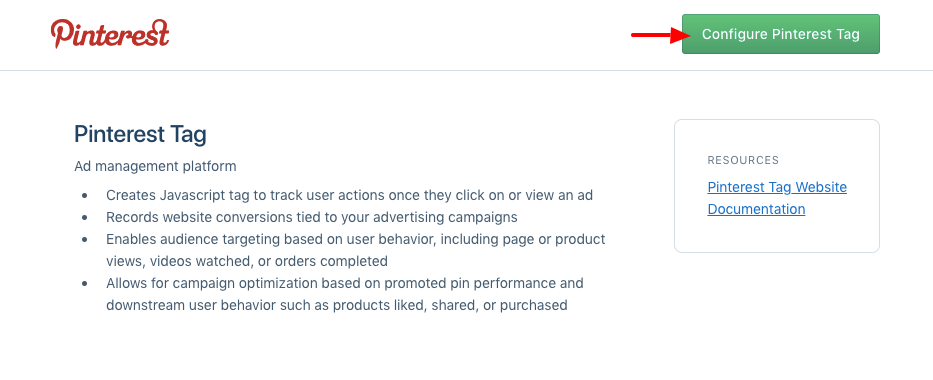 Pinterest
Configure Pinterest Tag
Pinterest Tag
Ad management platform
• Creates Javascript tag to track user actions once they click on or view an ad
• Records website conversions tied to your advertising campaigns
• Enables audience targeting based on user behavior, including page or product
views, videos watched, or orders completed
• Allows for campaign optimization based on promoted pin performance and
downstream user behavior such as products liked, shared, or purchased
RESOURCES
Pinterest Tag Website
Documentation